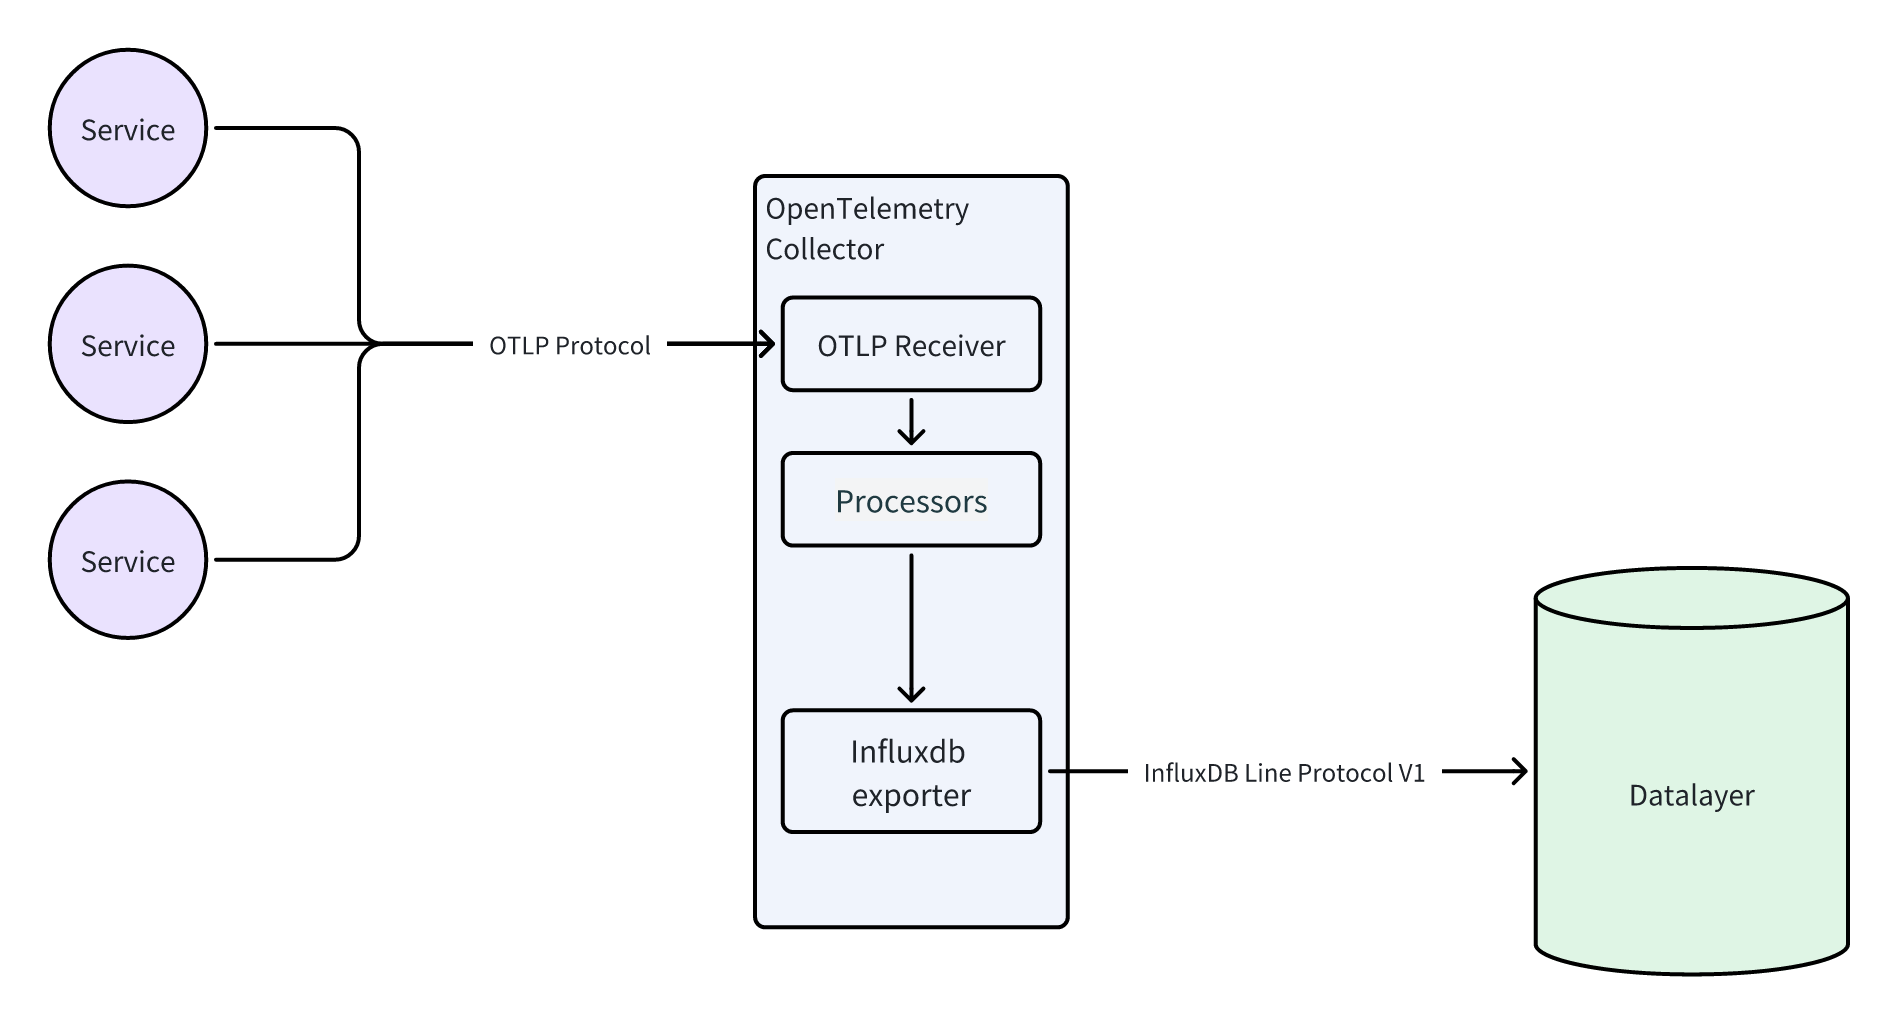 Service
Service
Service
OTLP Protocol
OpenTelemetry
Collector
OTLP Receiver
Processors
Influxdb
exporter
InfluxDB Line Protocol V1
Datalayer